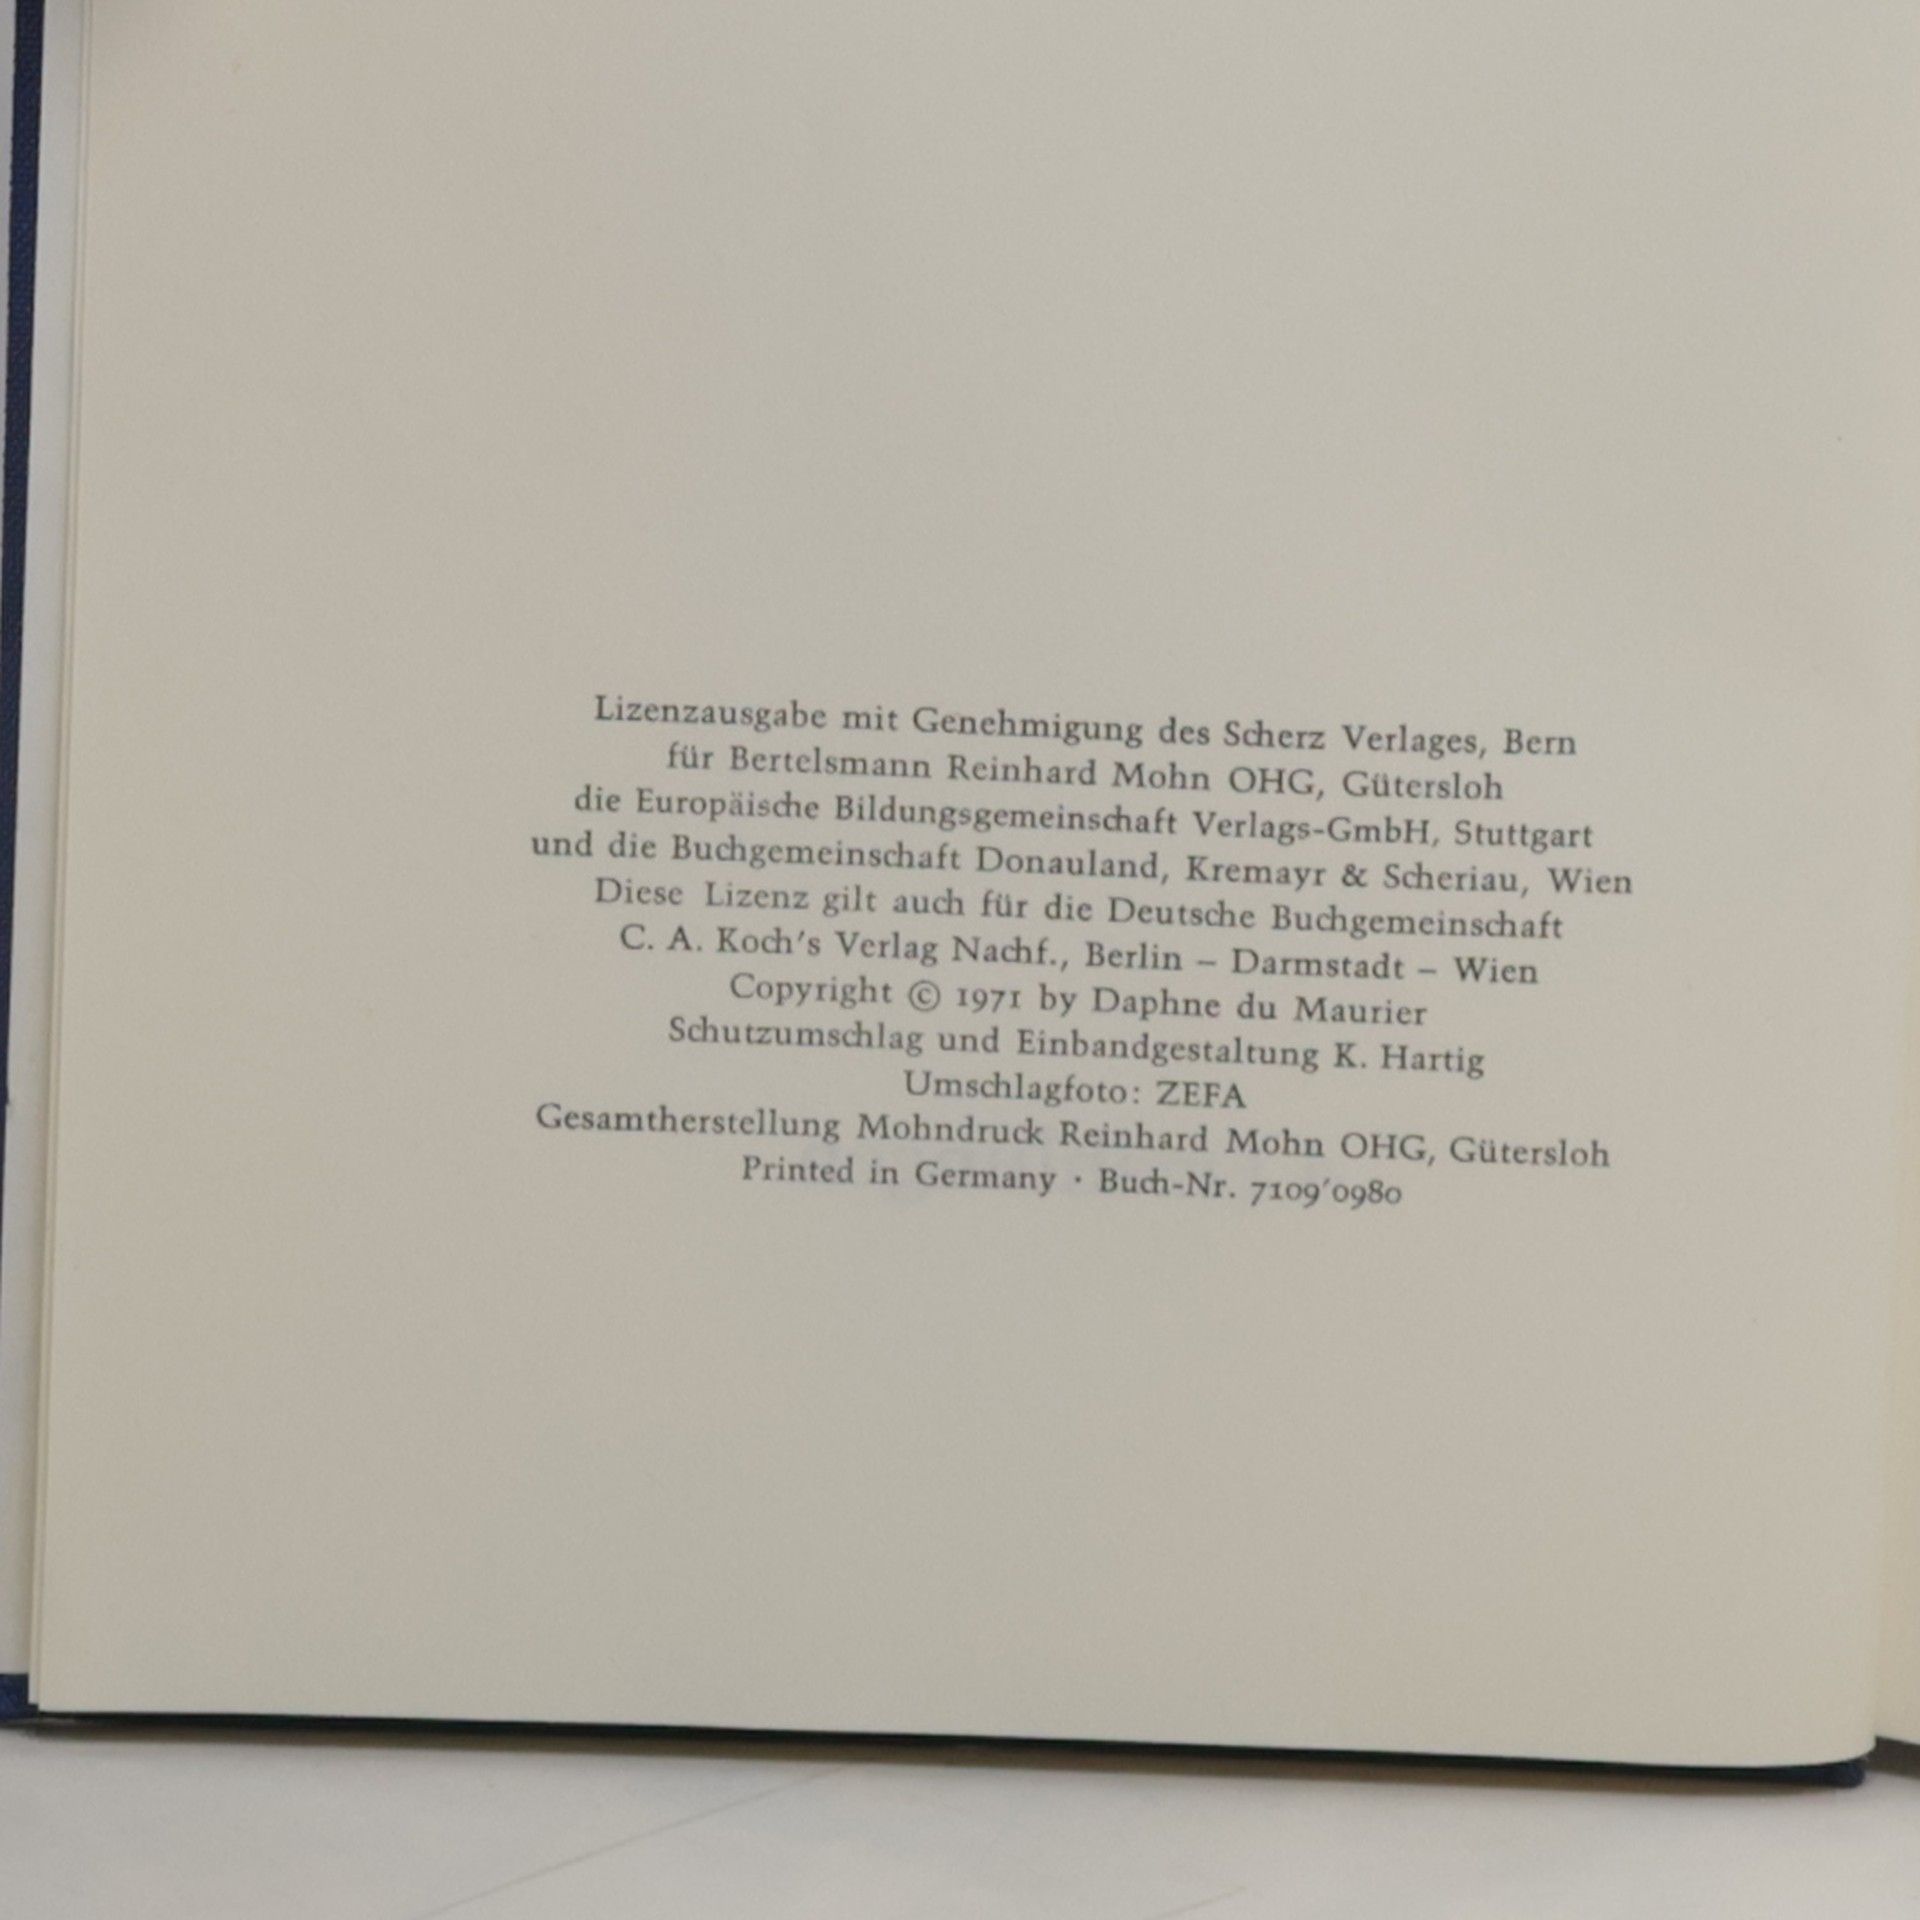 Lizenzausgabe mit Genehmigung des Scherz Verlages, Bern
für Bertelsmann Reinhard Mohn OHG, Gütersloh
die Europäische Bildungsgemeinschaft Verlags-GmbH, Stuttgart
und die Buchgemeinschaft Donauland, Kremayr & Scheriau, Wien
Diese Lizenz gilt auch für die Deutsche Buchgemeinschaft
C. A. Koch's Verlag Nachf., Berlin – Darmstadt – Wien
Copyright © 1971 by Daphne du Maurier
Schutzumschlag und Einbandgestaltung K. Hartig
Umschlagfoto: ZEFA
Gesamtherstellung Mohndruck Reinhard Mohn OHG, Gütersloh
Printed in Germany · Buch-Nr. 7109'0980